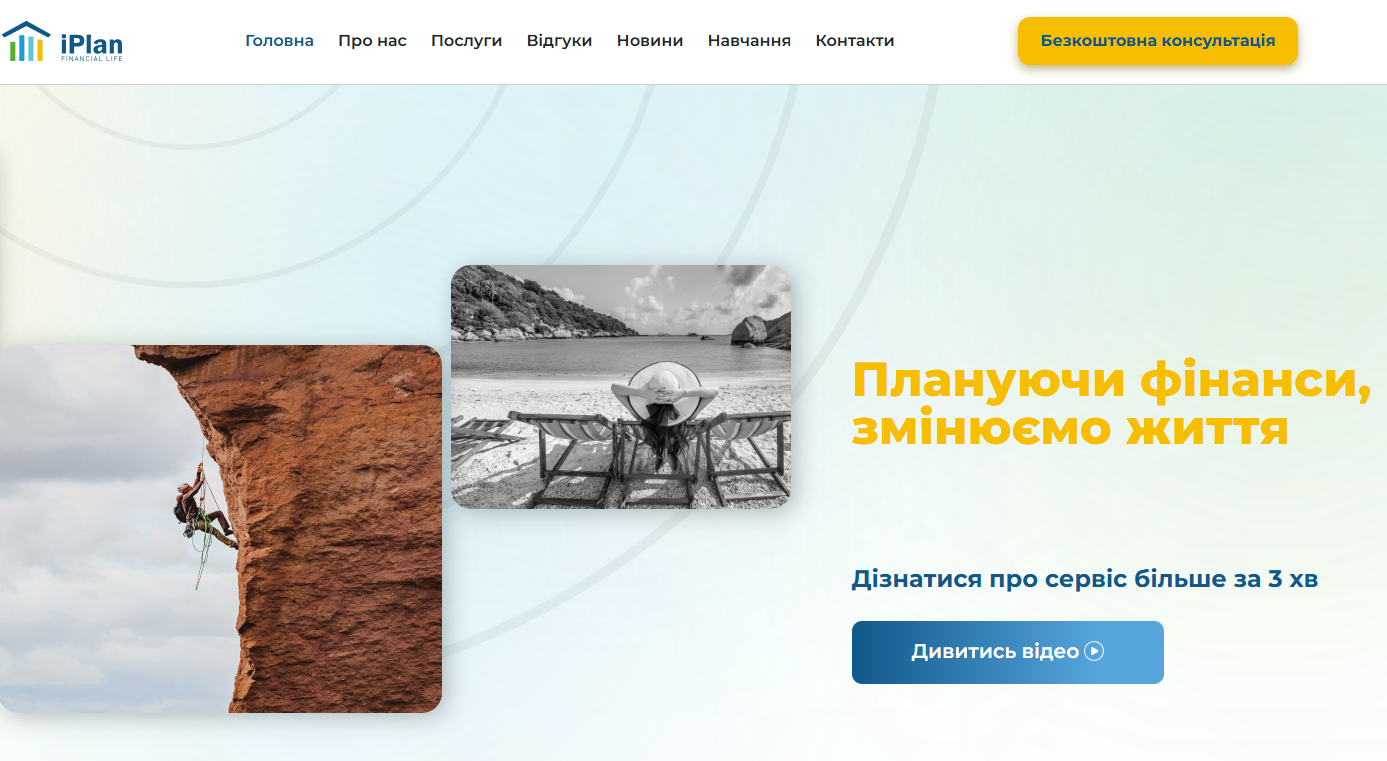 iPlan
FINANCIAL LIFE
Головна Про нас Послуги Відгуки Новини Навчання Контакти
Безкоштовна консультація
Плануючи фінанси,
змінюємо життя
Дізнатися про сервіс більше за 3 хв
Дивитись відео